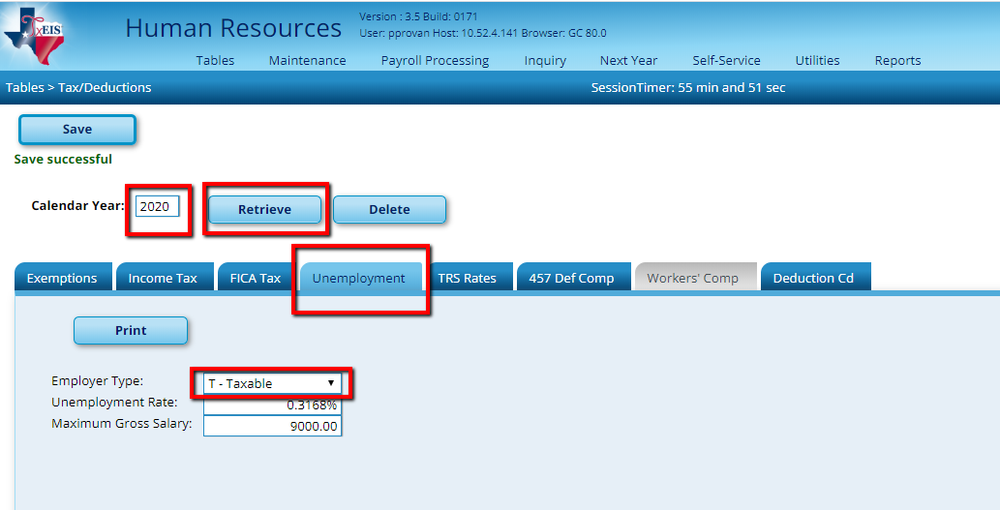 TxEIS
Human Resources
Version : 3.5 Build: 0171
User: pprovan Host: 10.52.4.141 Browser: GC 80.0
Tables Maintenance Payroll Processing Inquiry Next Year Self-Service Utilities Reports
Tables > Tax/Deductions SessionTimer: 55 min and 51 sec
Save
Save successful
Calendar Year: 2020 Retrieve Delete
Exemptions Income Tax FICA Tax Unemployment TRS Rates 457 Def Comp Workers' Comp Deduction Cd
Print
Employer Type: T - Taxable
Unemployment Rate: 0.3168%
Maximum Gross Salary: 9000.00